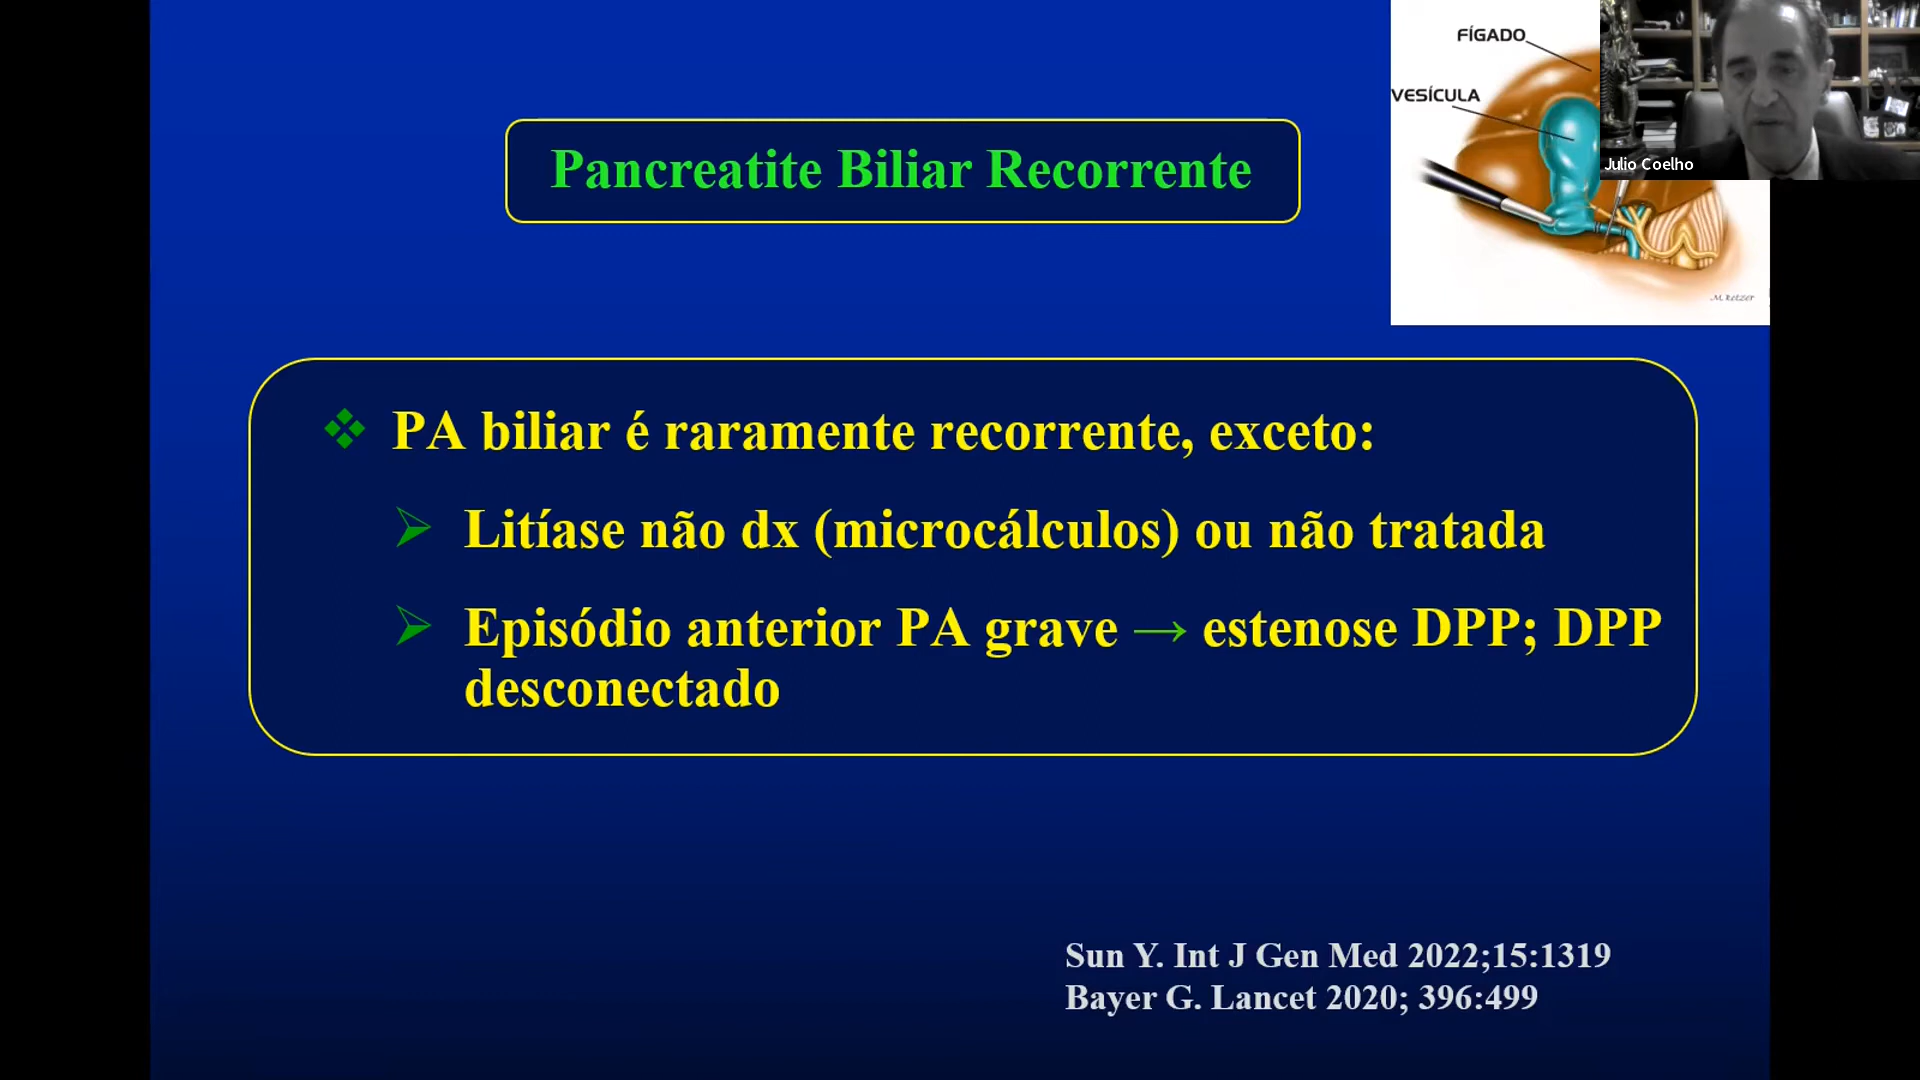 FÍGADO
VESÍCULA
Julio Coelho
M. Retzer
Pancreatite Biliar Recorrente
❖ PA biliar é raramente recorrente, exceto:
➢ Litíase não dx (microcálculos) ou não tratada
➢ Episódio anterior PA grave → estenose DPP; DPP
desconectado
Sun Y. Int J Gen Med 2022;15:1319
Bayer G. Lancet 2020; 396:499